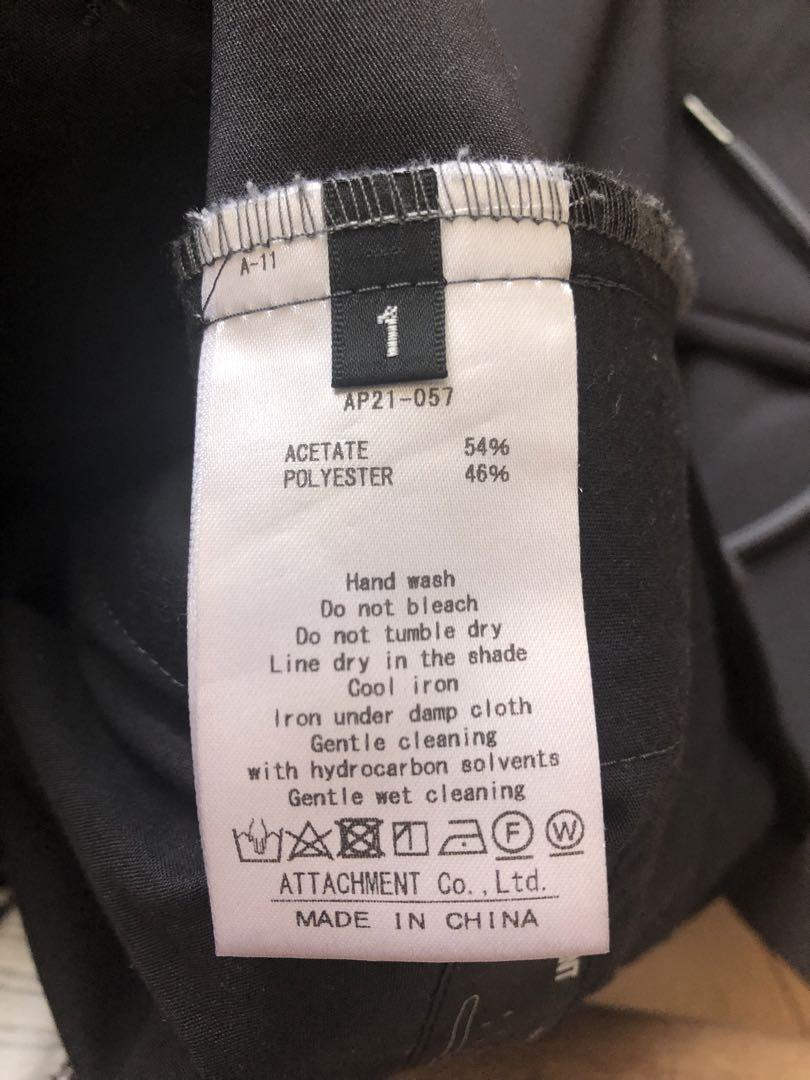 A-11
1
AP21-057
ACETATE 54%
POLYESTER 46%
Hand wash
Do not bleach
Do not tumble dry
Line dry in the shade
Cool iron
Iron under damp cloth
Gentle cleaning
with hydrocarbon solvents
Gentle wet cleaning
F W
ATTACHMENT Co., Ltd.
MADE IN CHINA